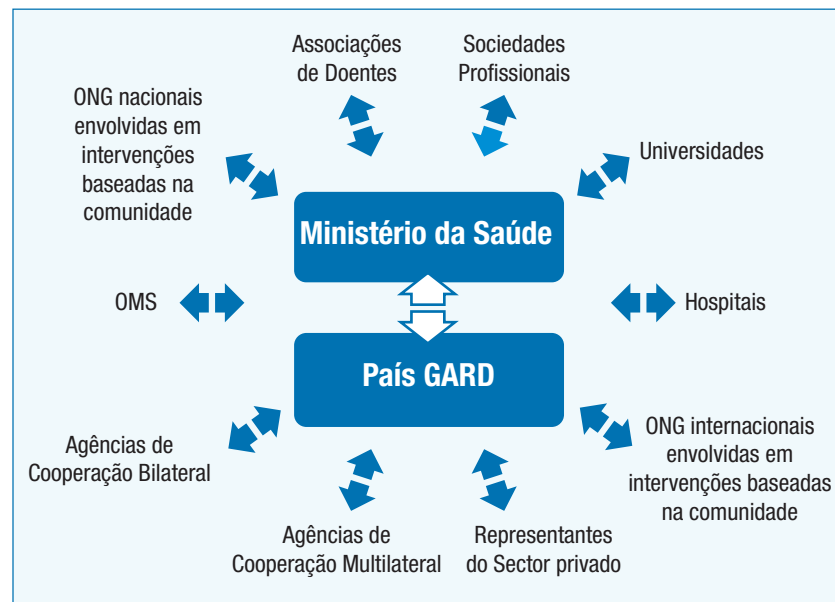 Associações
de Doentes
Sociedades
Profissionais
ONG nacionais
envolvidas em
intervenções
baseadas na
comunidade
Universidades
Ministério da Saúde
OMS
Hospitais
País GARD
Agências de
Cooperação Bilateral
ONG internacionais
envolvidas em
intervenções baseadas
na comunidade
Agências de
Cooperação Multilateral
Representantes
do Sector privado